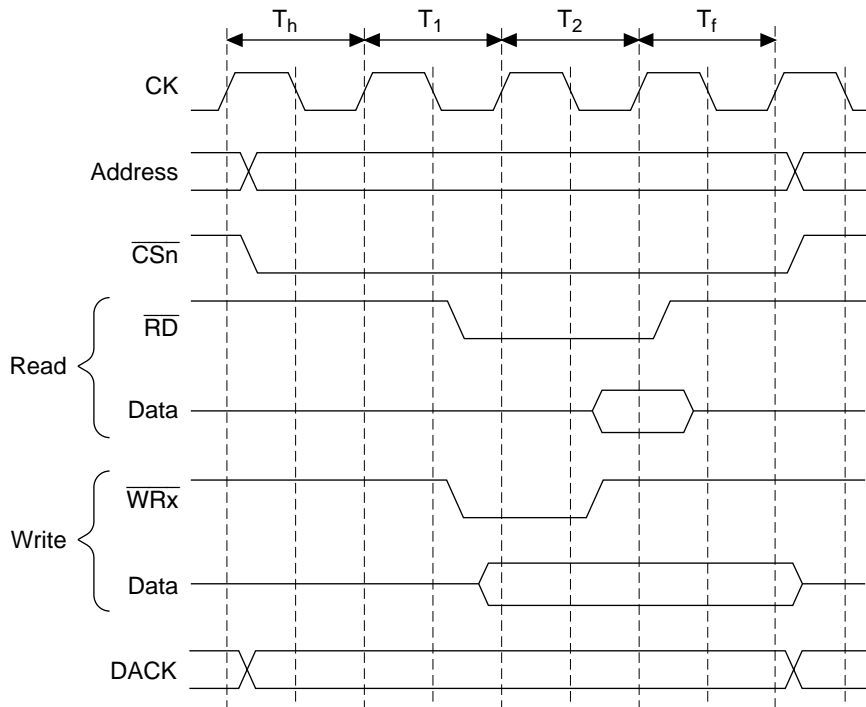 Th T1 T2 Tf
CK
Address
CSn
RD
Read
Data
WRx
Write
Data
DACK